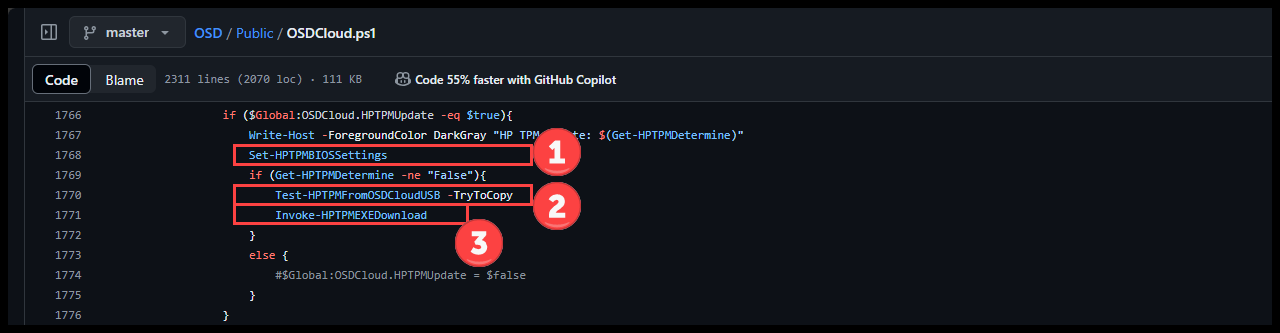 master OSD / Public / OSDCloud.ps1
Code Blame 2311 lines (2070 loc) · 111 KB Code 55% faster with GitHub Copilot
1766 if ($Global:OSDCloud.HPTPMUpdate -eq $true){
1767 Write-Host -ForegroundColor DarkGray "HP TPM te: $(Get-HPTPMDetermine)"
1768 Set-HPTPMBIOSSettings 1
1769 if (Get-HPTPMDetermine -ne "False"){
1770 Test-HPTPMFromOSDCloudUSB -TryToCopy 2
1771 Invoke-HPTPMEXEDownload
1772 } 3
1773 else {
1774 #$Global:OSDCloud.HPTPMUpdate = $false
1775 }
1776 }